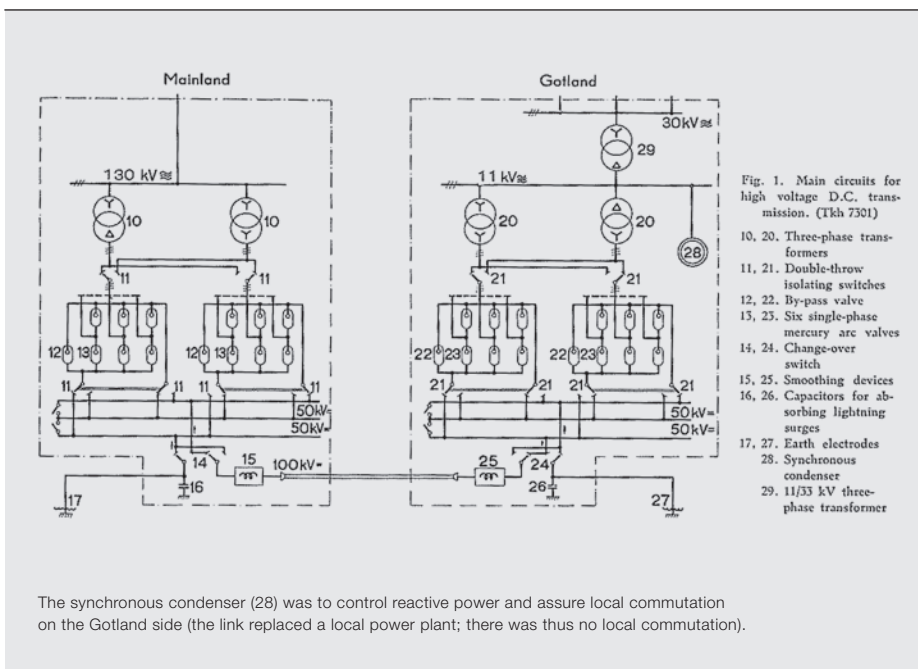 Mainland
Gotland
30kV≋
29
130 kV≋
11 kV≋
10
10
20
20
28
11
11
21
21
12
13
12
13
22
23
22
23
11
11
11
11
21
21
21
21
50kV=
50kV=
50kV=
50kV=
14
15
100kV=
25
24
16
26
17
27
Fig. 1. Main circuits for
high voltage D.C. trans-
mission. (Tkh 7301)
10, 20. Three-phase trans-
formers
11, 21. Double-throw
isolating switches
12, 22. By-pass valve
13, 23. Six single-phase
mercury arc valves
14, 24. Change-over
switch
15, 25. Smoothing devices
16, 26. Capacitors for ab-
sorbing lightning
surges
17, 27. Earth electrodes
28. Synchronous
condenser
29. 11/33 kV three-
phase transformer
The synchronous condenser (28) was to control reactive power and assure local commutation
on the Gotland side (the link replaced a local power plant; there was thus no local commutation).